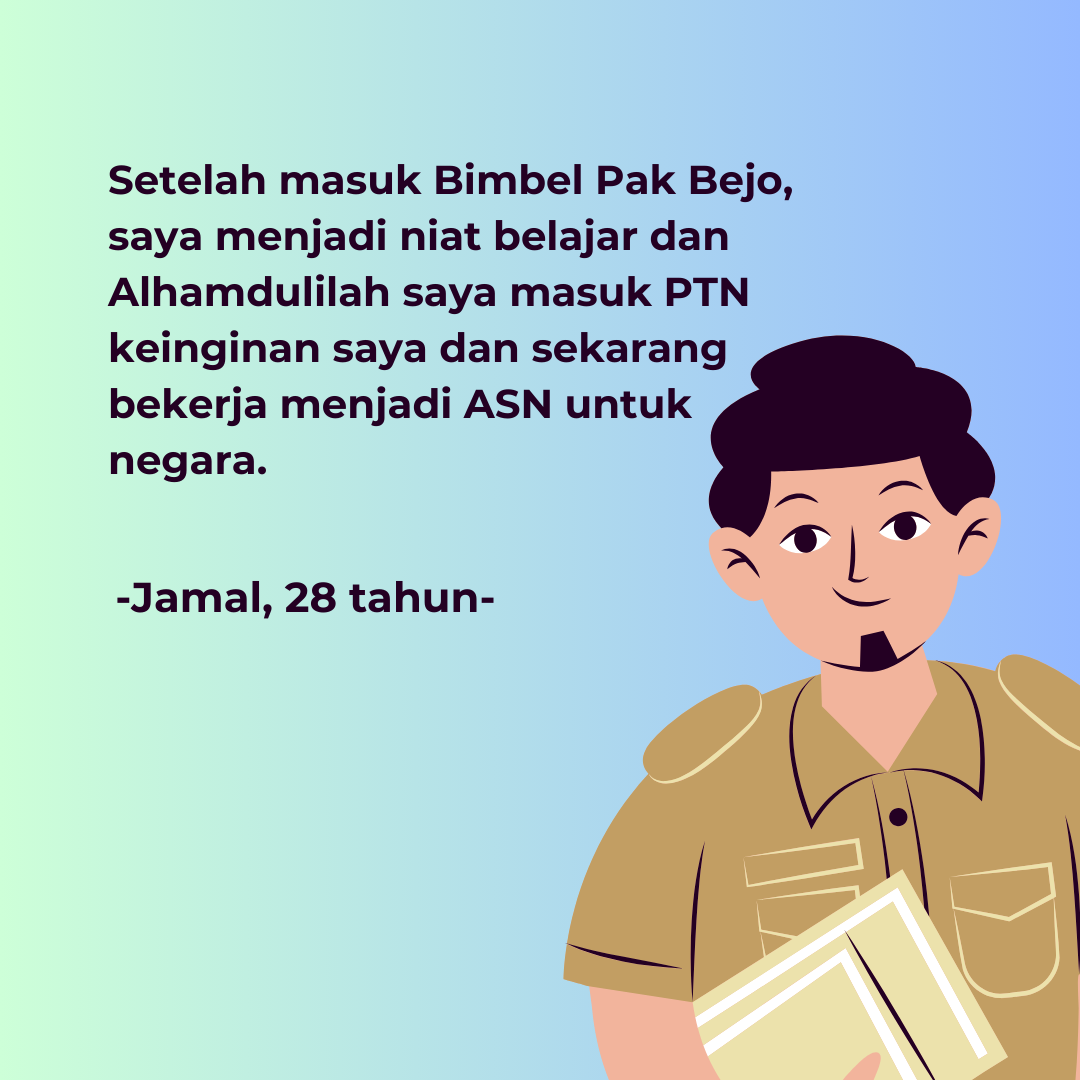 Setelah masuk Bimbel Pak Bejo,
saya menjadi niat belajar dan
Alhamdulilah saya masuk PTN
keinginan saya dan sekarang
bekerja menjadi ASN untuk
negara.
-Jamal, 28 tahun-